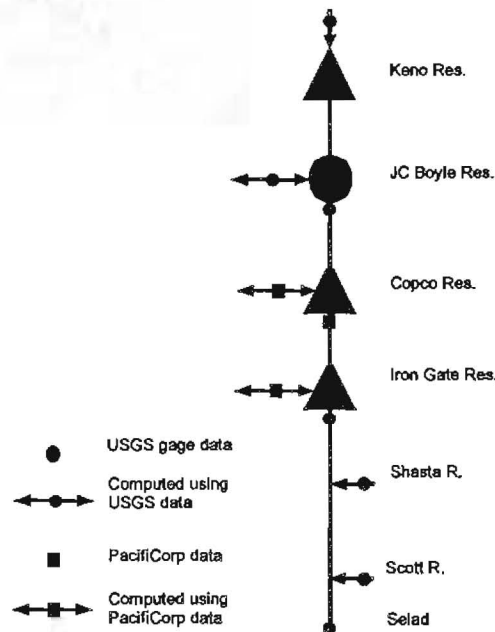 Keno Res.
JC Boyle Res.
Copco Res.
Iron Gate Res.
USGS gage data
Shasta R.
Computed using
USGS data
PacifiCorp data
Scott R.
Computed using
PacifiCorp data
Selad